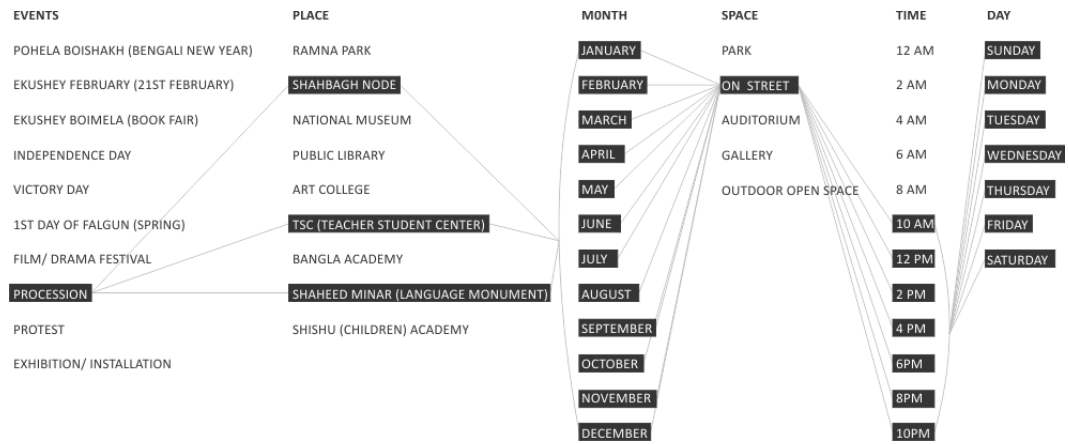 EVENTS PLACE M0NTH SPACE TIME DAY
POHELA BOISHAKH (BENGALI NEW YEAR) RAMNA PARK JANUARY PARK 12 AM SUNDAY
EKUSHEY FEBRUARY (21ST FEBRUARY) SHAHBAGH NODE FEBRUARY ON STREET 2 AM MONDAY
EKUSHEY BOIMELA (BOOK FAIR) NATIONAL MUSEUM MARCH AUDITORIUM 4 AM TUESDAY
INDEPENDENCE DAY PUBLIC LIBRARY APRIL GALLERY 6 AM WEDNESDAY
VICTORY DAY ART COLLEGE MAY OUTDOOR OPEN SPACE 8 AM THURSDAY
1ST DAY OF FALGUN (SPRING) TSC (TEACHER STUDENT CENTER) JUNE 10 AM FRIDAY
FILM/ DRAMA FESTIVAL BANGLA ACADEMY JULY 12 PM SATURDAY
PROCESSION SHAHEED MINAR (LANGUAGE MONUMENT) AUGUST 2 PM
PROTEST SHISHU (CHILDREN) ACADEMY SEPTEMBER 4 PM
EXHIBITION/ INSTALLATION OCTOBER 6PM
NOVEMBER 8PM
DECEMBER 10PM